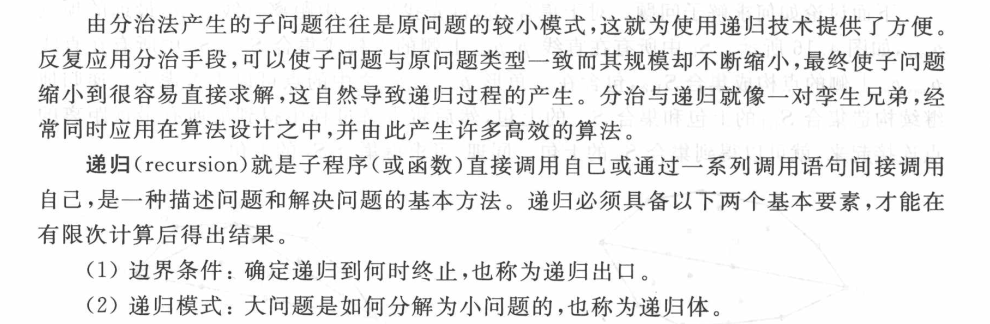 由分治法产生的子问题往往是原问题的较小模式,这就为使用递归技术提供了方便。
反复应用分治手段,可以使子问题与原问题类型一致而其规模却不断缩小,最终使子问题
缩小到很容易直接求解,这自然导致递归过程的产生。分治与递归就像一对孪生兄弟,经
常同时应用在算法设计之中,并由此产生许多高效的算法。
递归(recursion)就是子程序(或函数)直接调用自己或通过一系列调用语句间接调用
自己,是一种描述问题和解决问题的基本方法。递归必须具备以下两个基本要素,才能在
有限次计算后得出结果。
(1) 边界条件：确定递归到何时终止,也称为递归出口。
(2) 递归模式：大问题是如何分解为小问题的,也称为递归体。